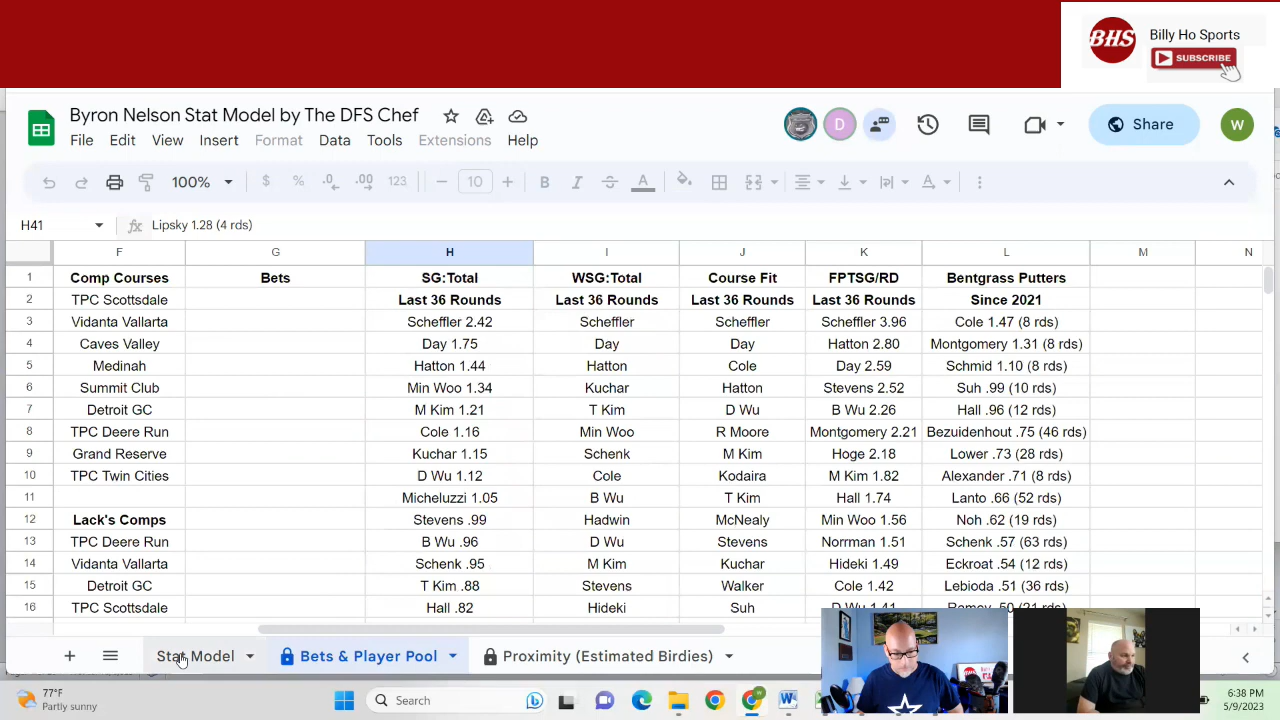 BHS Billy Ho Sports
SUBSCRIBE
Byron Nelson Stat Model by The DFS Chef
D
Share
W
File Edit View Insert Format Data Tools Extensions Help
100% $ % .0 .00 123 10 B I A A
H41 fx Lipsky 1.28 (4 rds)
F G H I J K L M N
1 Comp Courses Bets SG:Total WSG:Total Course Fit FPTSG/RD Bentgrass Putters
2 TPC Scottsdale Last 36 Rounds Last 36 Rounds Last 36 Rounds Last 36 Rounds Since 2021
3 Vidanta Vallarta Scheffler 2.42 Scheffler Scheffler Scheffler 3.96 Cole 1.47 (8 rds)
4 Caves Valley Day 1.75 Day Day Hatton 2.80 Montgomery 1.31 (8 rds)
5 Medinah Hatton 1.44 Hatton Cole Day 2.59 Schmid 1.10 (8 rds)
6 Summit Club Min Woo 1.34 Kuchar Hatton Stevens 2.52 Suh .99 (10 rds)
7 Detroit GC M Kim 1.21 T Kim D Wu B Wu 2.26 Hall .96 (12 rds)
8 TPC Deere Run Cole 1.16 Min Woo R Moore Montgomery 2.21 Bezuidenhout .75 (46 rds)
9 Grand Reserve Kuchar 1.15 Schenk M Kim Hoge 2.18 Lower .73 (28 rds)
10 TPC Twin Cities D Wu 1.12 Cole Kodaira M Kim 1.82 Alexander .71 (8 rds)
11 Micheluzzi 1.05 B Wu T Kim Hall 1.74 Lanto .66 (52 rds)
12 Lack's Comps Stevens .99 Hadwin McNealy Min Woo 1.56 Noh .62 (19 rds)
13 TPC Deere Run B Wu .96 D Wu Stevens Norrman 1.51 Schenk .57 (63 rds)
14 Vidanta Vallarta Schenk .95 M Kim Kuchar Hideki 1.49 Eckroat .54 (12 rds)
15 Detroit GC T Kim .88 Stevens Walker Cole 1.42 Lebioda .51 (36 rds)
16 TPC Scottsdale Hall .82 Hideki Suh D Wu 1.41 Ramey .50 (21 rds)
Stat Model Bets & Player Pool Proximity (Estimated Birdies)
77°F
Partly sunny
Search
6:38 PM
5/9/2023